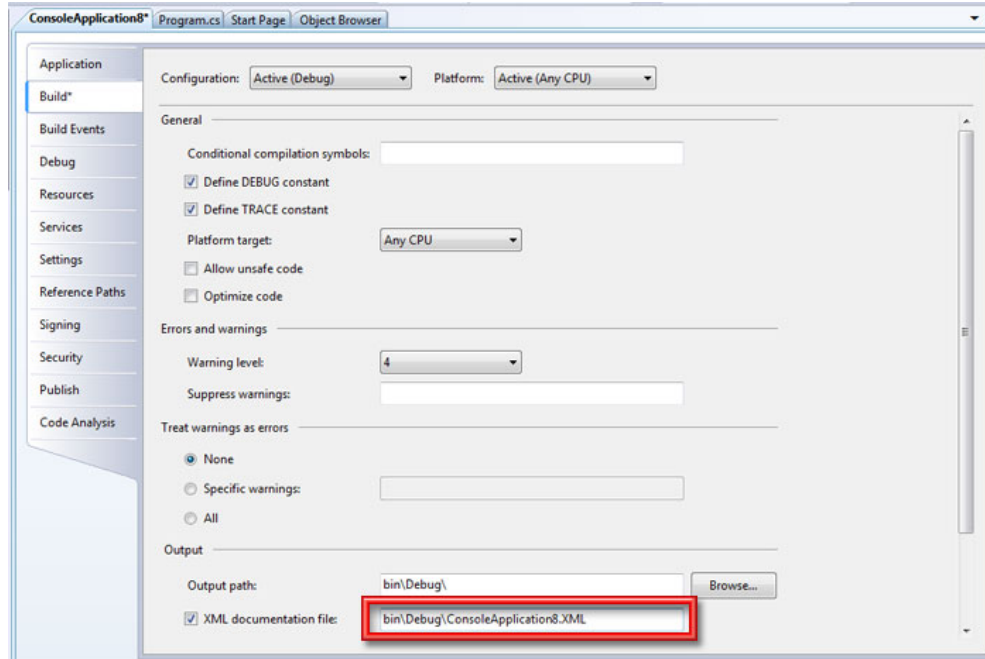 ConsoleApplication8* Program.cs Start Page Object Browser
Application
Build*
Build Events
Debug
Resources
Services
Settings
Reference Paths
Signing
Security
Publish
Code Analysis
Configuration: Active (Debug) Platform: Active (Any CPU)
General
Conditional compilation symbols:
Define DEBUG constant
Define TRACE constant
Platform target: Any CPU
Allow unsafe code
Optimize code
Errors and warnings
Warning level: 4
Suppress warnings:
Treat warnings as errors
None
Specific warnings:
All
Output
Output path: bin\Debug\ Browse...
XML documentation file: bin\Debug\ConsoleApplication8.XML